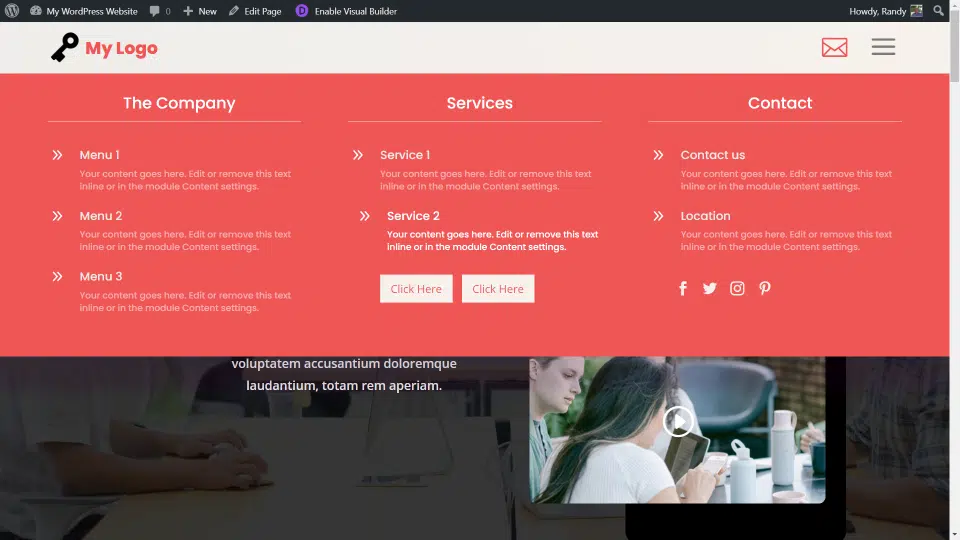 My WordPress Website 0 New Edit Page D Enable Visual Builder Howdy, Randy
My Logo
The Company
Menu 1
Your content goes here. Edit or remove this text
inline or in the module Content settings.
Menu 2
Your content goes here. Edit or remove this text
inline or in the module Content settings.
Menu 3
Your content goes here. Edit or remove this text
inline or in the module Content settings.
Services
Service 1
Your content goes here. Edit or remove this text
inline or in the module Content settings.
Service 2
Your content goes here. Edit or remove this text
inline or in the module Content settings.
Click Here Click Here
Contact
Contact us
Your content goes here. Edit or remove this text
inline or in the module Content settings.
Location
Your content goes here. Edit or remove this text
inline or in the module Content settings.
voluptatem accusantium doloremque
laudantium, totam rem aperiam.